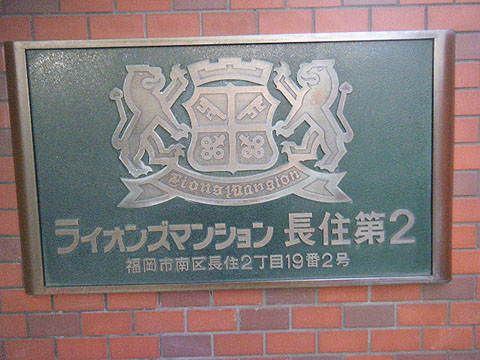 Lions Mansion
ライオンズマンション 長住第2
福岡市南区長住2丁目19番2号